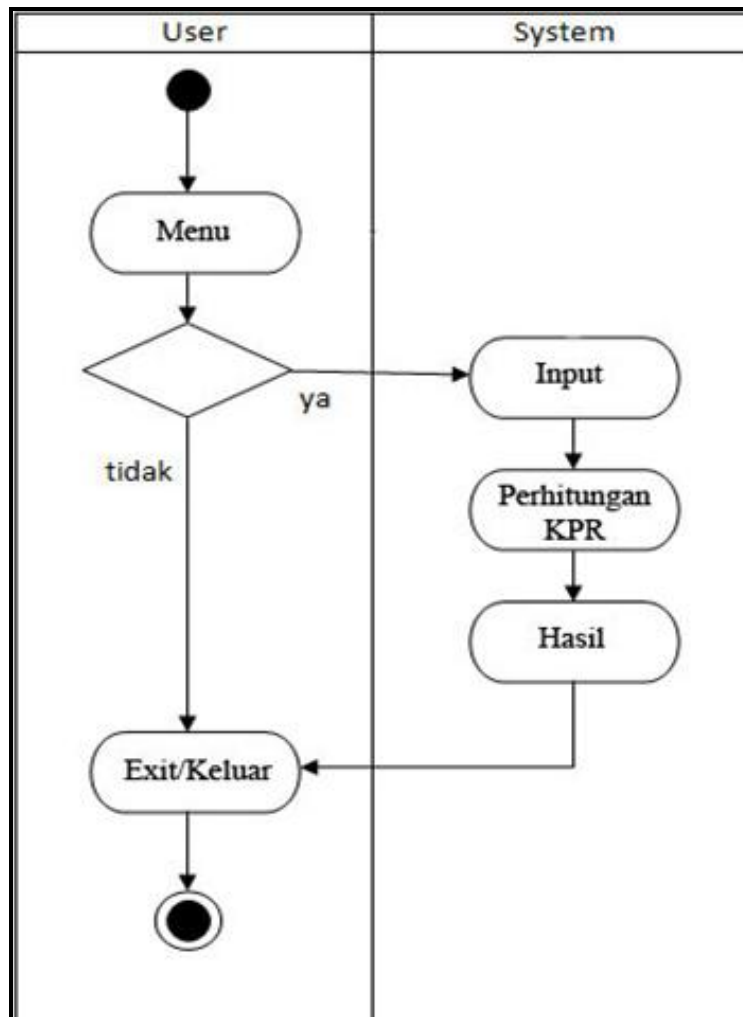 User
System
Menu
ya
Input
tidak
Perhitungan
KPR
Hasil
Exit/Keluar